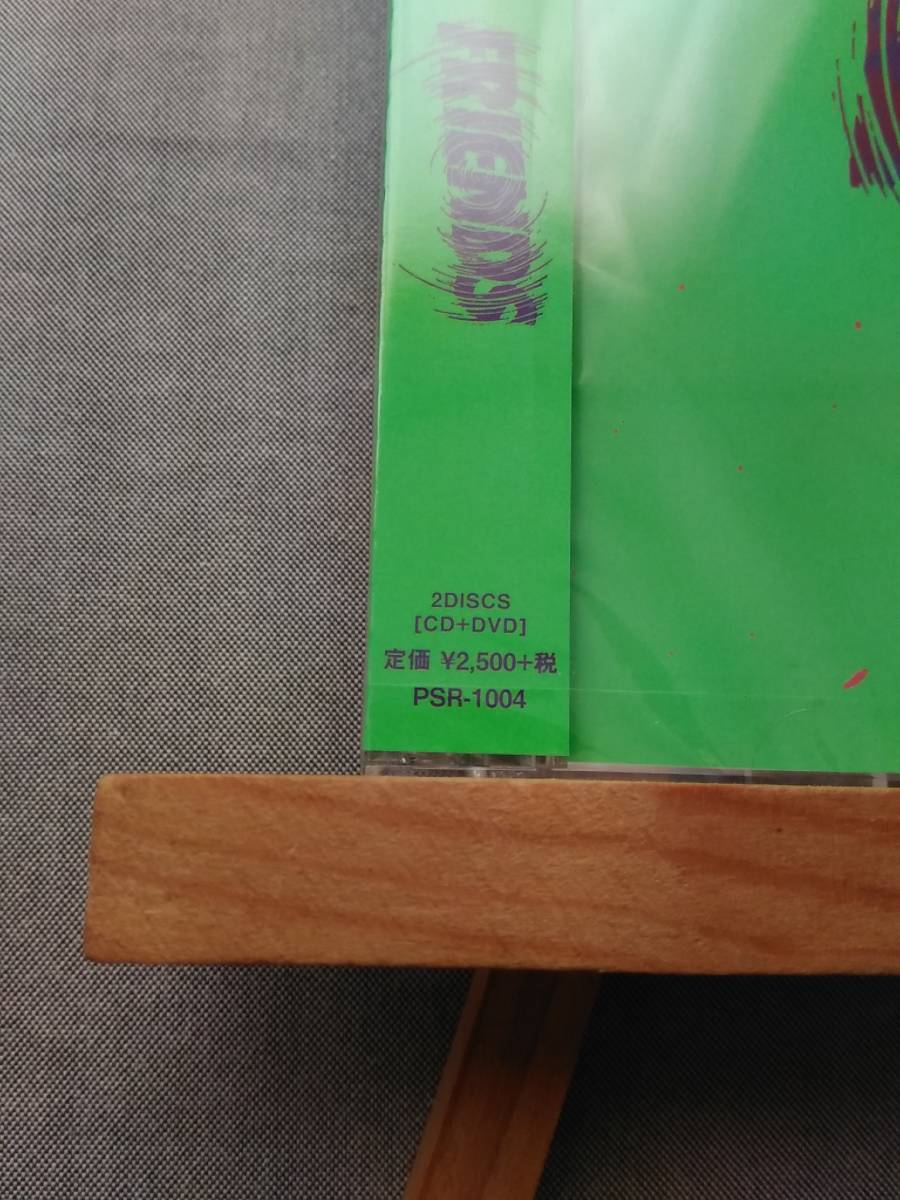 FRIENDS
2DISCS
[CD+DVD]
定価 ¥2,500+税
PSR-1004